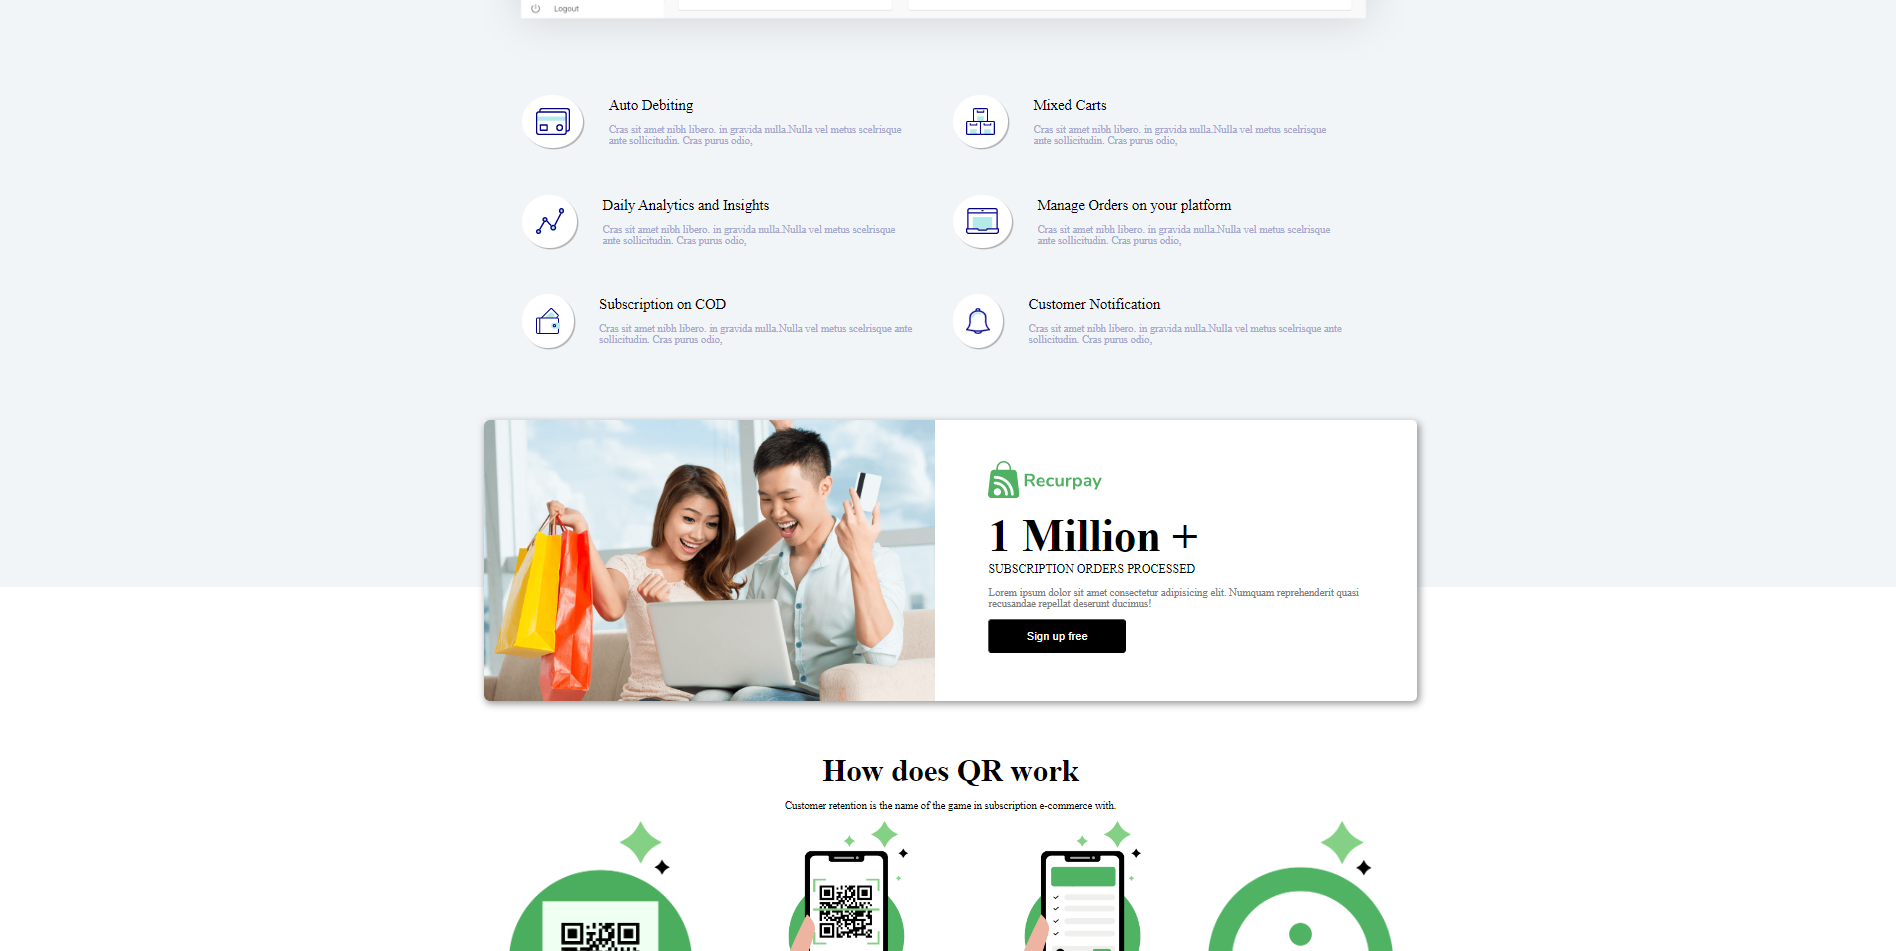 Logout
Auto Debiting
Cras sit amet nibh libero. in gravida nulla.Nulla vel metus scelrisque
ante sollicitudin. Cras purus odio,
Mixed Carts
Cras sit amet nibh libero. in gravida nulla.Nulla vel metus scelrisque
ante sollicitudin. Cras purus odio,
Daily Analytics and Insights
Cras sit amet nibh libero. in gravida nulla.Nulla vel metus scelrisque
ante sollicitudin. Cras purus odio,
Manage Orders on your platform
Cras sit amet nibh libero. in gravida nulla.Nulla vel metus scelrisque
ante sollicitudin. Cras purus odio,
Subscription on COD
Cras sit amet nibh libero. in gravida nulla.Nulla vel metus scelrisque ante
sollicitudin. Cras purus odio,
Customer Notification
Cras sit amet nibh libero. in gravida nulla.Nulla vel metus scelrisque ante
sollicitudin. Cras purus odio,
Recurpay
1 Million +
SUBSCRIPTION ORDERS PROCESSED
Lorem ipsum dolor sit amet consectetur adipisicing elit. Numquam reprehenderit quasi
recusandae repellat deserunt ducimus!
Sign up free
How does QR work
Customer retention is the name of the game in subscription e-commerce with.